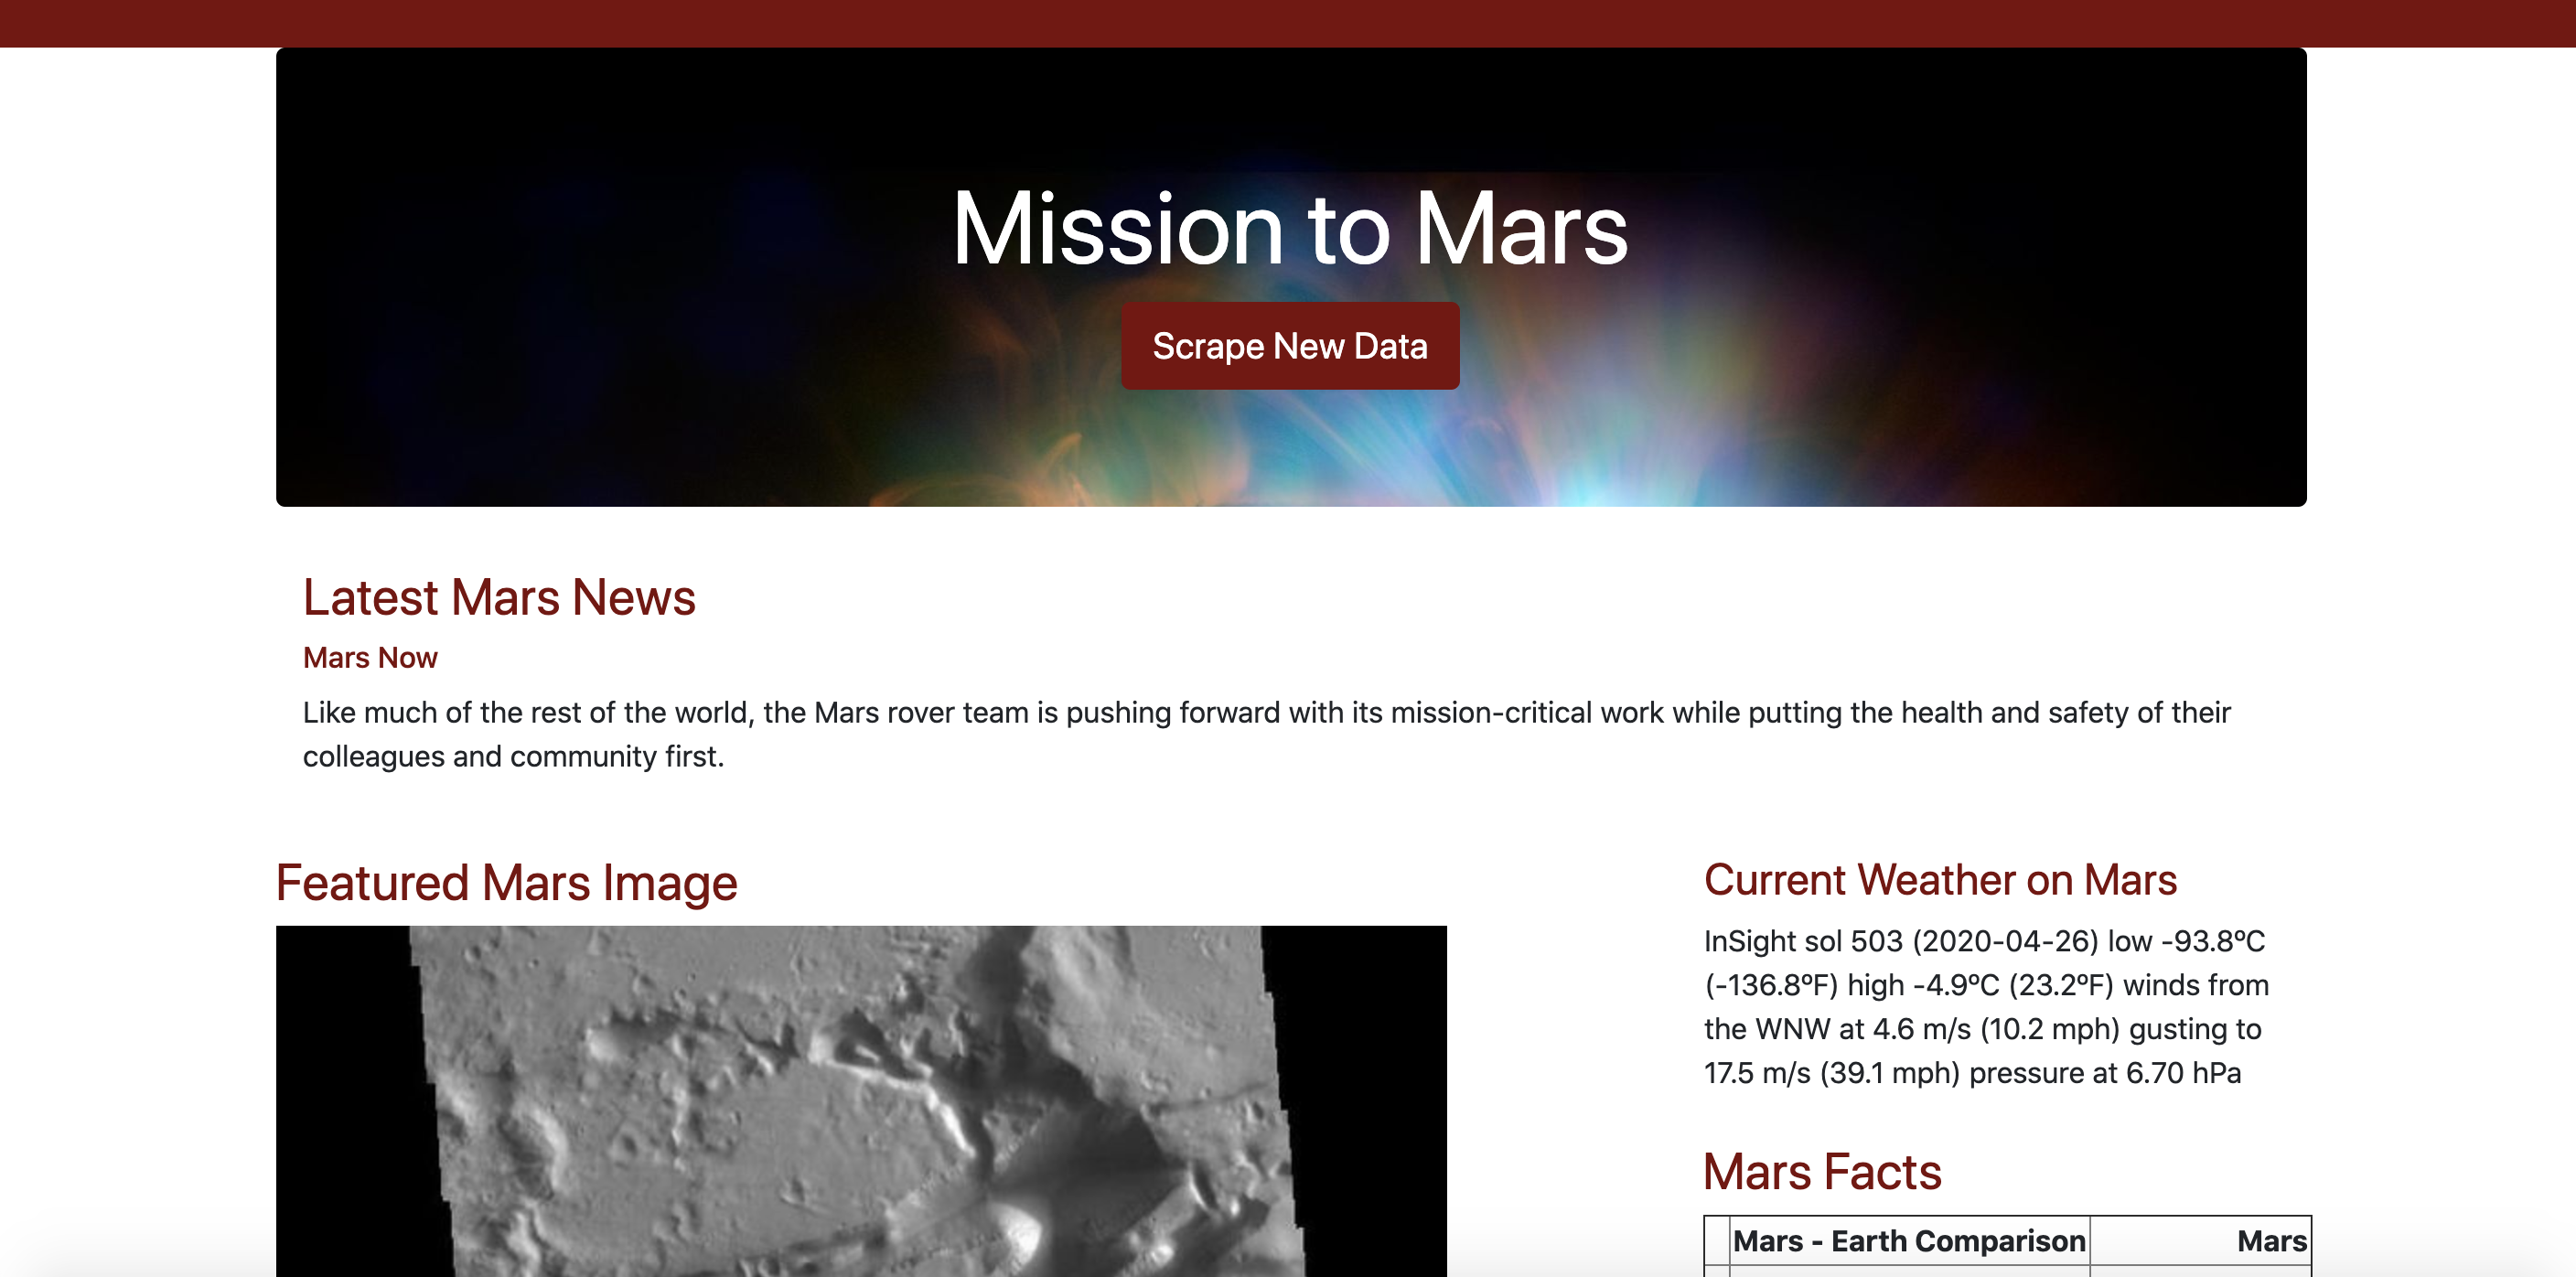 Mission to Mars
Scrape New Data
Latest Mars News
Mars Now
Like much of the rest of the world, the Mars rover team is pushing forward with its mission-critical work while putting the health and safety of their
colleagues and community first.
Featured Mars Image
Current Weather on Mars
InSight sol 503 (2020-04-26) low -93.8ºC
(-136.8ºF) high -4.9ºC (23.2ºF) winds from
the WNW at 4.6 m/s (10.2 mph) gusting to
17.5 m/s (39.1 mph) pressure at 6.70 hPa
Mars Facts
Mars - Earth Comparison Mars